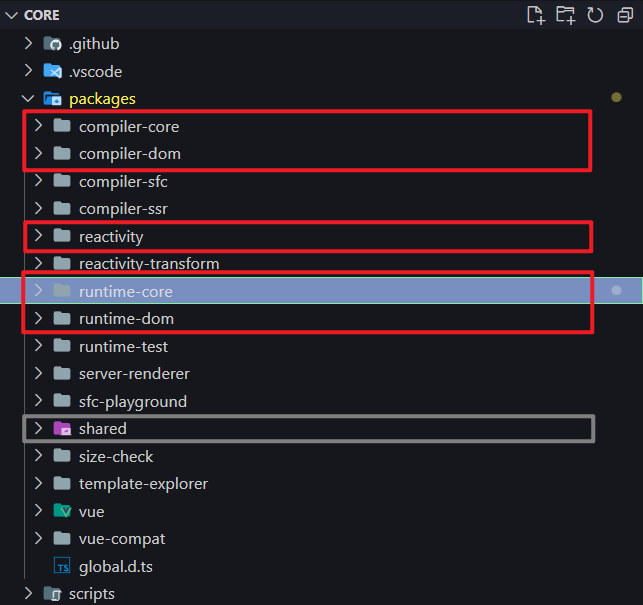 CORE
.github
.vscode
packages
compiler-core
compiler-dom
compiler-sfc
compiler-ssr
reactivity
reactivity-transform
runtime-core
runtime-dom
runtime-test
server-renderer
sfc-playground
shared
size-check
template-explorer
vue
vue-compat
TS global.d.ts
scripts